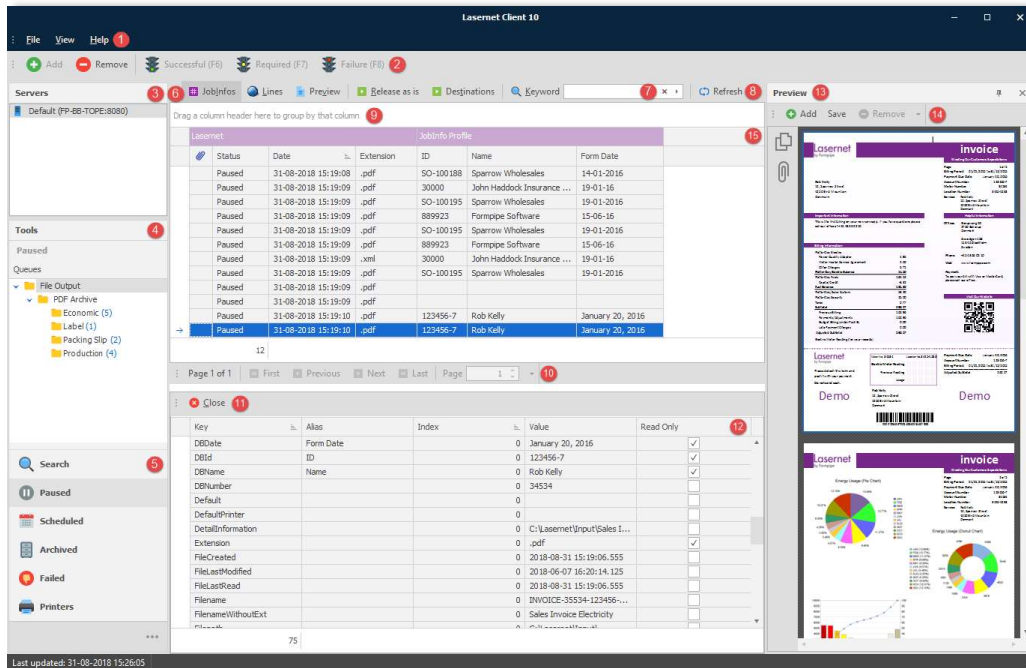 Lasernet Client 10
File View Help 1
Add Remove Successful (F6) Required (F7) Failure (F8) 2
Servers 3
Default (FP-BB-TOPE:8080)
Tools 4
Paused
Queues
File Output
PDF Archive
Economic (5)
Label (1)
Packing Slip (2)
Production (4)
Search 5
Paused
Scheduled
Archived
Failed
Printers
Last updated: 31-08-2018 15:26:05
6 JobInfos Lines Preview Release as is Destinations Keyword 7 Refresh 8
Drag a column header here to group by that column 9
Lasernet JobInfo Profile 15
Status Date Extension ID Name Form Date
Paused 31-08-2018 15:19:08 .pdf SO-100188 Sparrow Wholesales 14-01-2016
Paused 31-08-2018 15:19:09 .pdf 30000 John Haddock Insurance ... 19-01-16
Paused 31-08-2018 15:19:09 .pdf SO-100195 Sparrow Wholesales 19-01-2016
Paused 31-08-2018 15:19:09 .pdf 889923 Formpipe Software 15-06-16
Paused 31-08-2018 15:19:09 .pdf SO-100195 Sparrow Wholesales 19-01-2016
Paused 31-08-2018 15:19:09 .pdf 889923 Formpipe Software 15-06-16
Paused 31-08-2018 15:19:09 .xml 30000 John Haddock Insurance ... 19-01-16
Paused 31-08-2018 15:19:09 .pdf SO-100195 Sparrow Wholesales 19-01-2016
Paused 31-08-2018 15:19:09 .pdf
Paused 31-08-2018 15:19:10 .pdf 123456-7 Rob Kelly January 20, 2016
Paused 31-08-2018 15:19:10 .pdf 123456-7 Rob Kelly January 20, 2016
12
Page 1 of 1 First Previous Next Last Page 1 10
Close 11
Key Alias Index Value Read Only 12
DBDate Form Date 0 January 20, 2016
DBId ID 0 123456-7
DBName Name 0 Rob Kelly
DBNumber 0 34534
Default 0
DefaultPrinter 0
DetailInformation 0 C:\Lasernet\Input\Sales I...
Extension 0 .pdf
FileCreated 0 2018-08-31 15:19:06.555
FileLastModified 0 2018-06-07 16:20:14.125
FileLastRead 0 2018-08-31 15:19:06.555
Filename 0 INVOICE-35534-123456-...
FilenameWithoutExt 0 Sales Invoice Electricity
75
Preview 13
Add Save Remove 14
Lasernet
by Formpipe
invoice
Lasernet
Demo Demo
Lasernet
by Formpipe
invoice
Energy Usage (Pie Chart)
Energy Usage (Donut Chart)